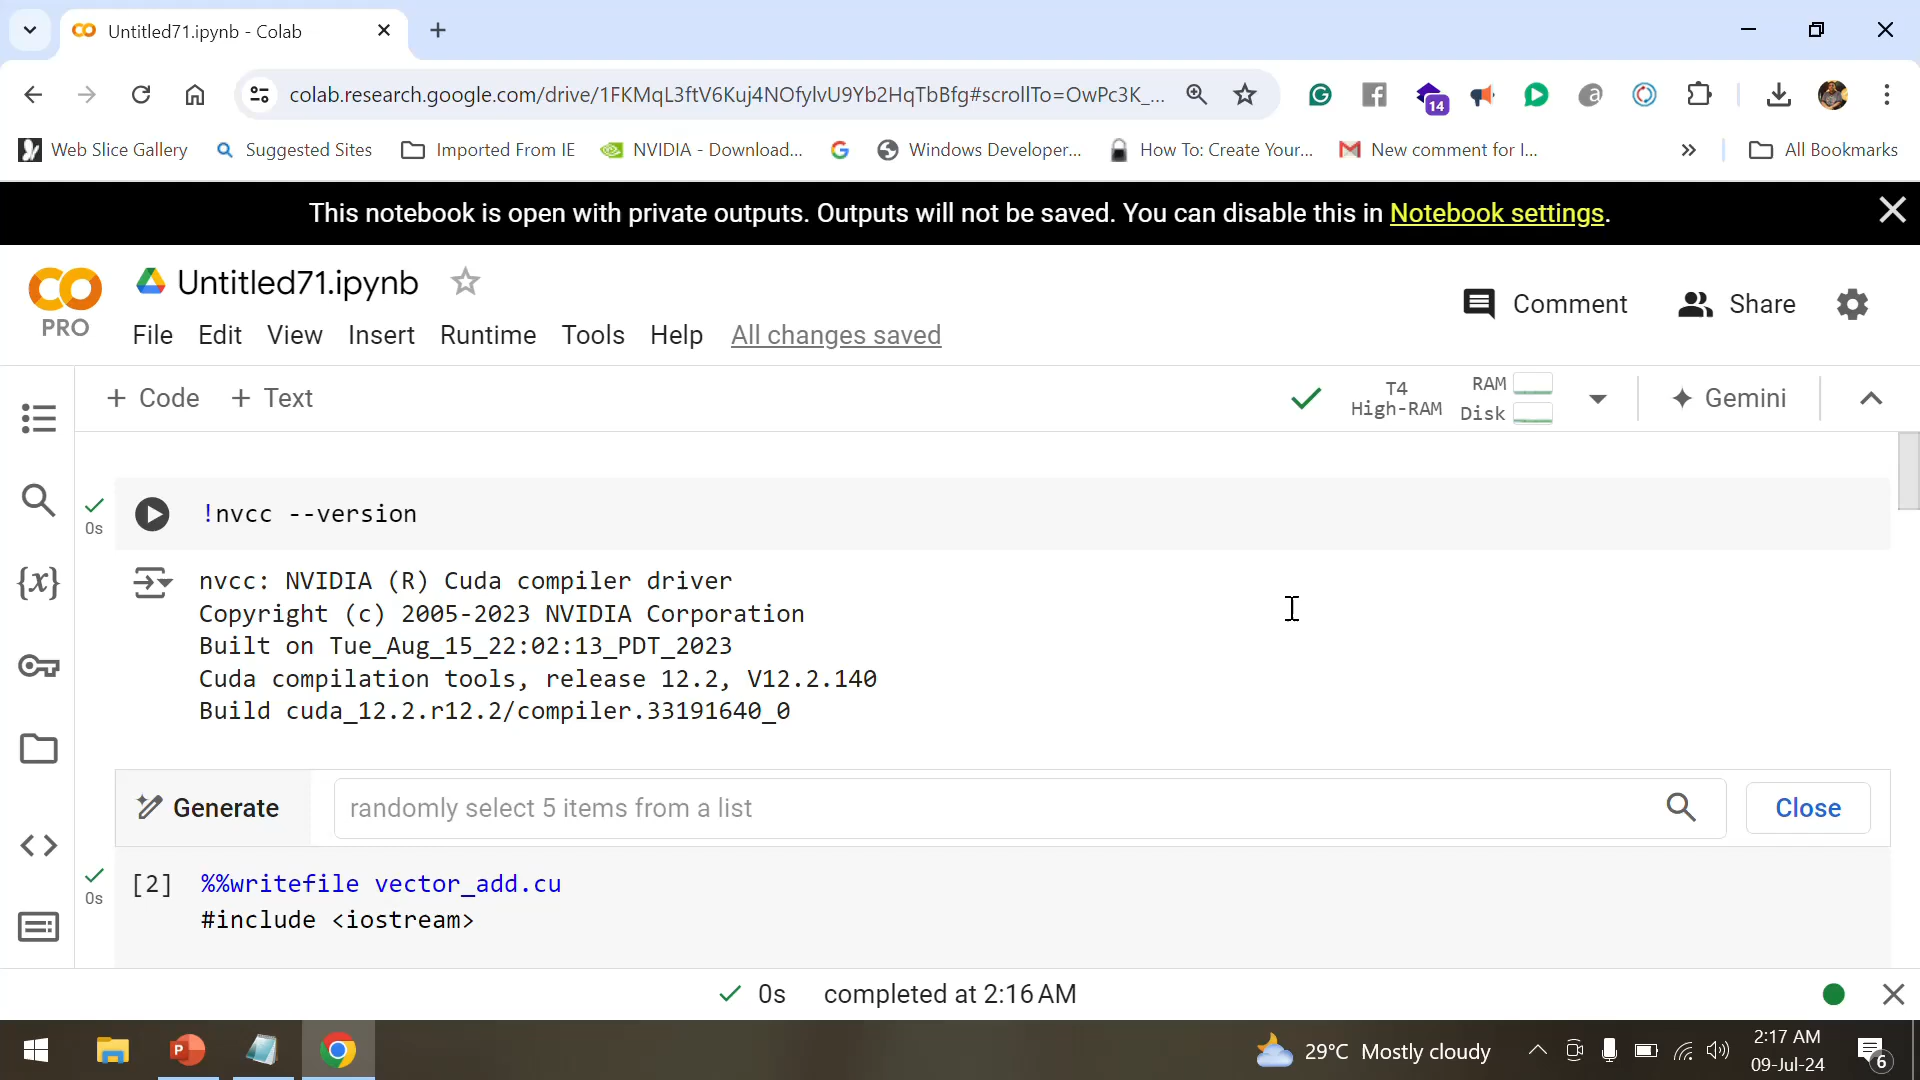 Untitled71.ipynb - Colab
colab.research.google.com/drive/1FKMqL3ftV6Kuj4NOfylvU9Yb2HqTbBfg#scrollTo=OwPc3K_...
14
Web Slice Gallery
Suggested Sites
Imported From IE
NVIDIA - Download...
Windows Developer...
How To: Create Your...
New comment for I...
All Bookmarks
This notebook is open with private outputs. Outputs will not be saved. You can disable this in Notebook settings.
Untitled71.ipynb
PRO
File Edit View Insert Runtime Tools Help All changes saved
Comment
Share
+ Code + Text
T4
High-RAM
RAM
Disk
Gemini
0s
!nvcc --version
nvcc: NVIDIA (R) Cuda compiler driver
Copyright (c) 2005-2023 NVIDIA Corporation
Built on Tue_Aug_15_22:02:13_PDT_2023
Cuda compilation tools, release 12.2, V12.2.140
Build cuda_12.2.r12.2/compiler.33191640_0
Generate
randomly select 5 items from a list
Close
0s
[2]
%%writefile vector_add.cu
#include <iostream>
0s completed at 2:16 AM
29°C Mostly cloudy
2:17 AM
09-Jul-24
6